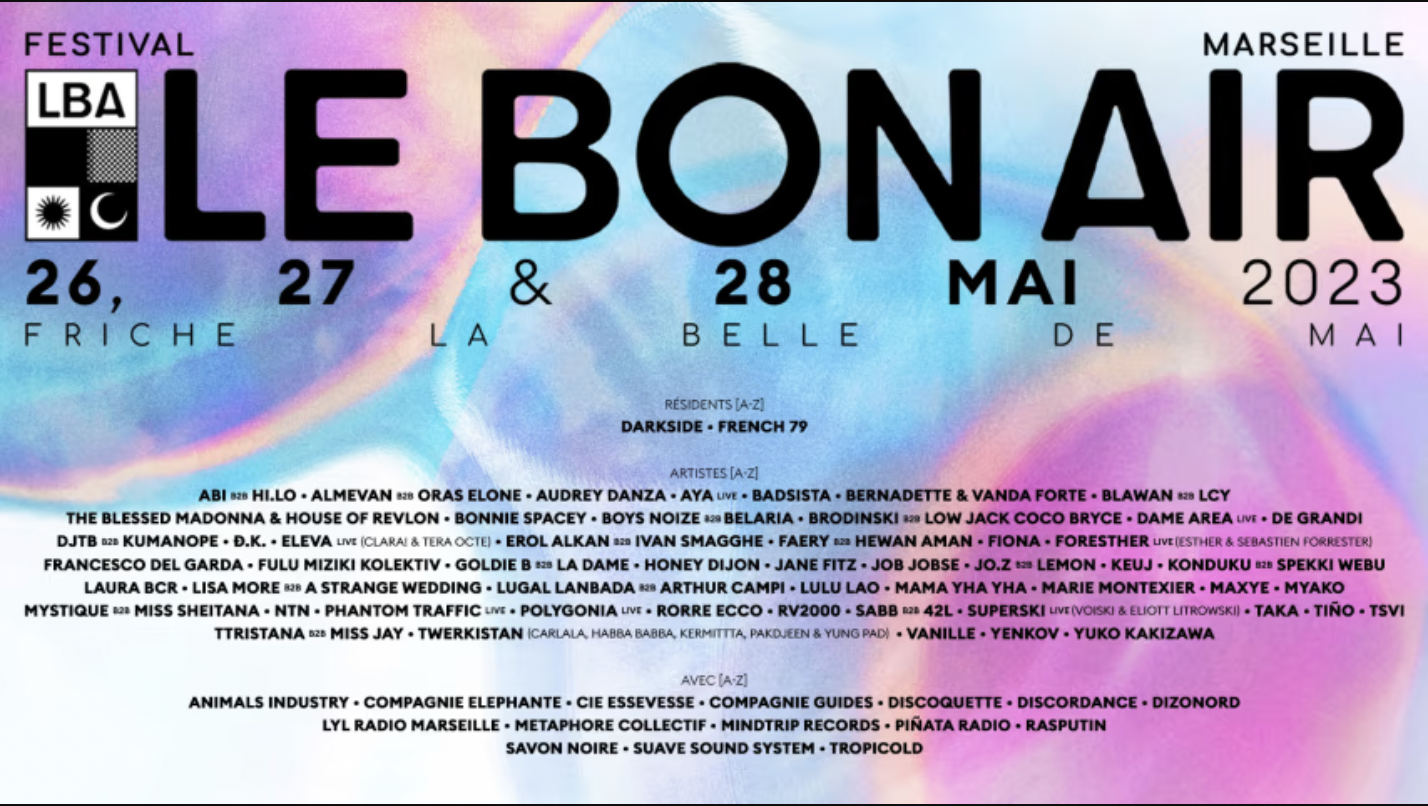 FESTIVAL
MARSEILLE
LBA
LE BON AIR
26, 27 & 28 MAI 2023
FRICHE LA BELLE DE MAI
RÉSIDENTS [A-Z]
DARKSIDE • FRENCH 79
ARTISTES [A-Z]
ABI B2B HI.LO • ALMEVAN B2B ORAS ELONE • AUDREY DANZA • AYA LIVE • BADSISTA • BERNADETTE & VANDA FORTE • BLAWAN B2B LCY
THE BLESSED MADONNA & HOUSE OF REVLON • BONNIE SPACEY • BOYS NOIZE B2B BELARIA • BRODINSKI B2B LOW JACK COCO BRYCE • DAME AREA LIVE • DE GRANDI
DJTB B2B KUMANOPE • Đ.K. • ELEVA LIVE (CLARA! & TERA OCTE) • EROL ALKAN B2B IVAN SMAGGHE • FAERY B2B HEWAN AMAN • FIONA • FORESTHER LIVE (ESTHER & SEBASTIEN FORRESTER)
FRANCESCO DEL GARDA • FULU MIZIKI KOLEKTIV • GOLDIE B B2B LA DAME • HONEY DIJON • JANE FITZ • JOB JOBSE • JO.Z B2B LEMON • KEUJ • KONDUKU B2B SPEKKI WEBU
LAURA BCR • LISA MORE B2B A STRANGE WEDDING • LUGAL LANBADA B2B ARTHUR CAMPI • LULU LAO • MAMA YHA YHA • MARIE MONTEXIER • MAXYE • MYAKO
MYSTIQUE B2B MISS SHEITANA • NTN • PHANTOM TRAFFIC LIVE • POLYGONIA LIVE • RORRE ECCO • RV2000 • SABB B2B 42L • SUPERSKI LIVE (VOISKI & ELIOTT LITROWSKI) • TAKA • TIÑO • TSVI
TTRISTANA B2B MISS JAY • TWERKISTAN (CARLALA, HABBA BABBA, KERMITTTA, PAKDJEEN & YUNG PAD) • VANILLE • YENKOV • YUKO KAKIZAWA
AVEC [A-Z]
ANIMALS INDUSTRY • COMPAGNIE ELEPHANTE • CIE ESSEVESSE • COMPAGNIE GUIDES • DISCOQUETTE • DISCORDANCE • DIZONORD
LYL RADIO MARSEILLE • METAPHORE COLLECTIF • MINDTRIP RECORDS • PIÑATA RADIO • RASPUTIN
SAVON NOIRE • SUAVE SOUND SYSTEM • TROPICOLD